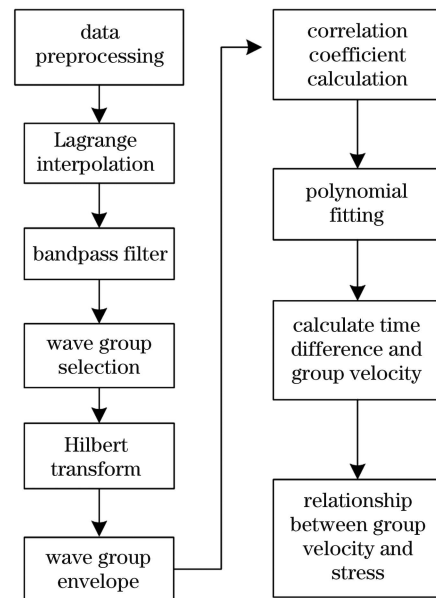 data
preprocessing
Lagrange
interpolation
bandpass filter
wave group
selection
Hilbert
transform
wave group
envelope
correlation
coefficient
calculation
polynomial
fitting
calculate time
difference and
group velocity
relationship
between group
velocity and
stress